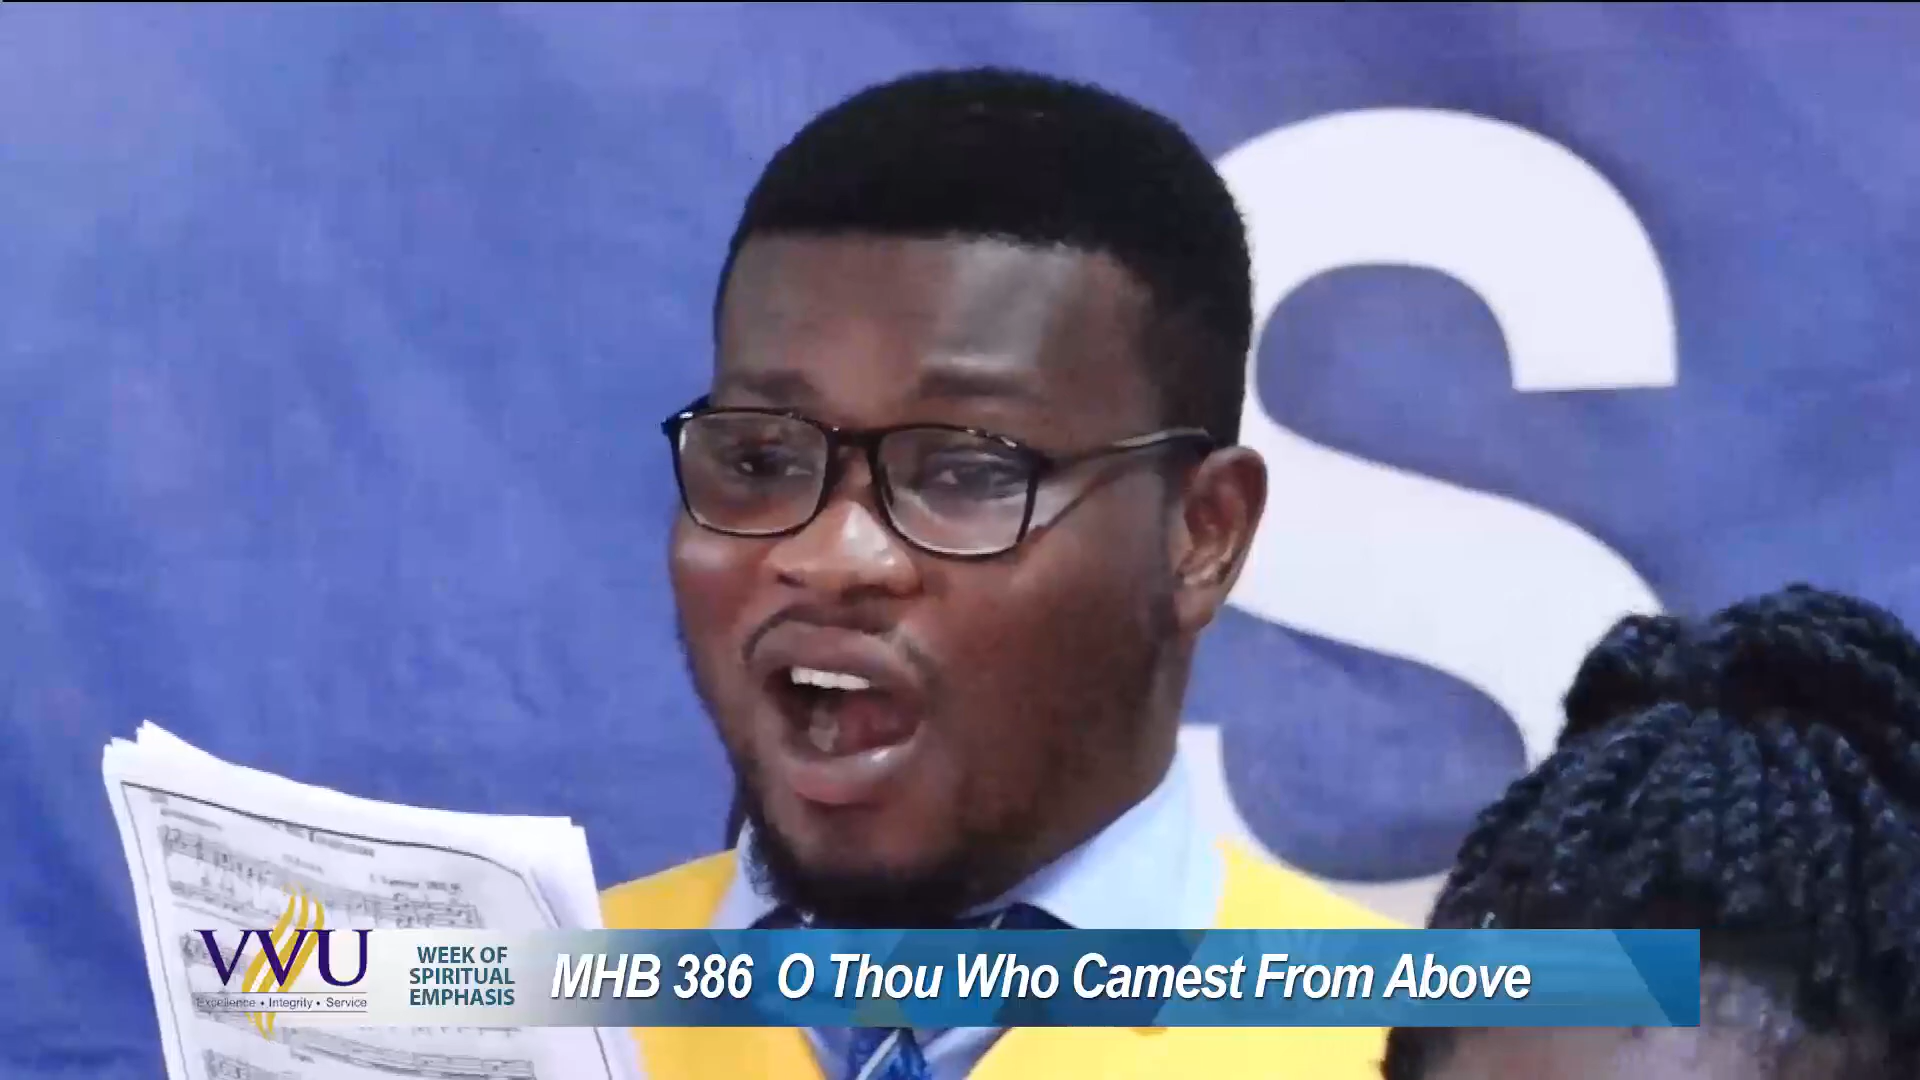 S
VVU
Excellence • Integrity • Service
WEEK OF
SPIRITUAL
EMPHASIS
MHB 386 O Thou Who Camest From Above